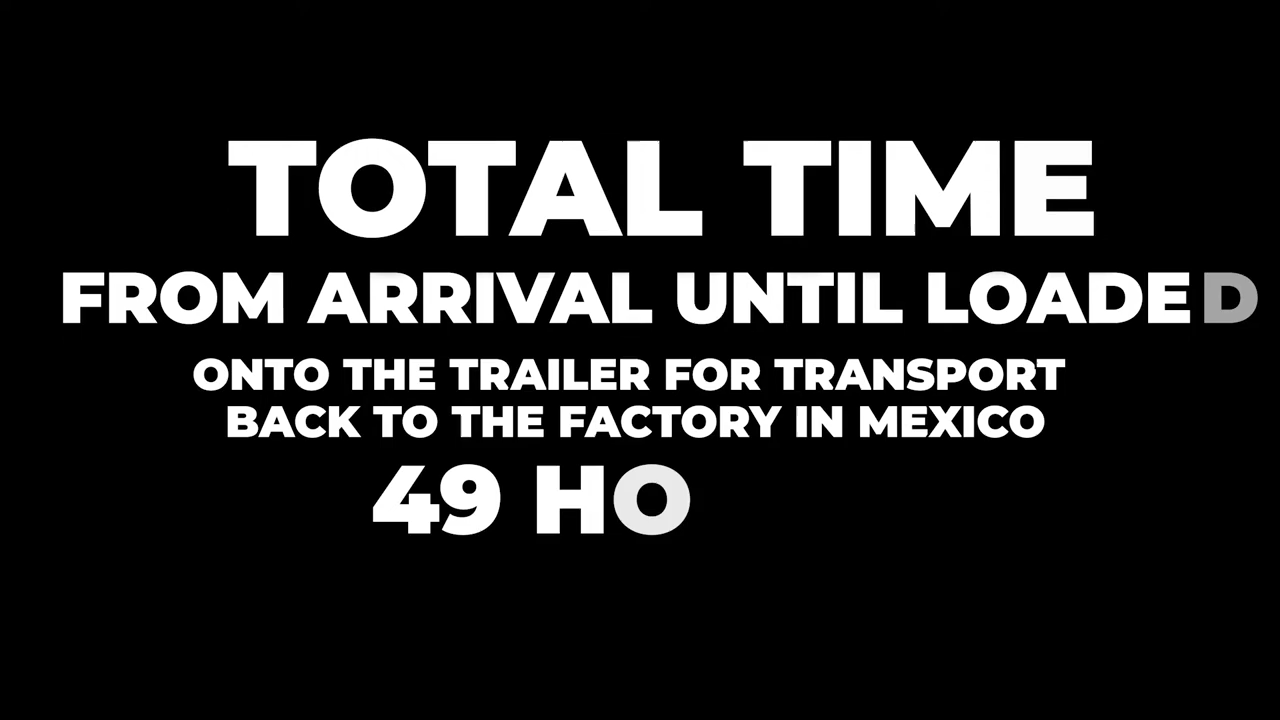 TOTAL TIME
FROM ARRIVAL UNTIL LOADED
ONTO THE TRAILER FOR TRANSPORT
BACK TO THE FACTORY IN MEXICO
49 HO